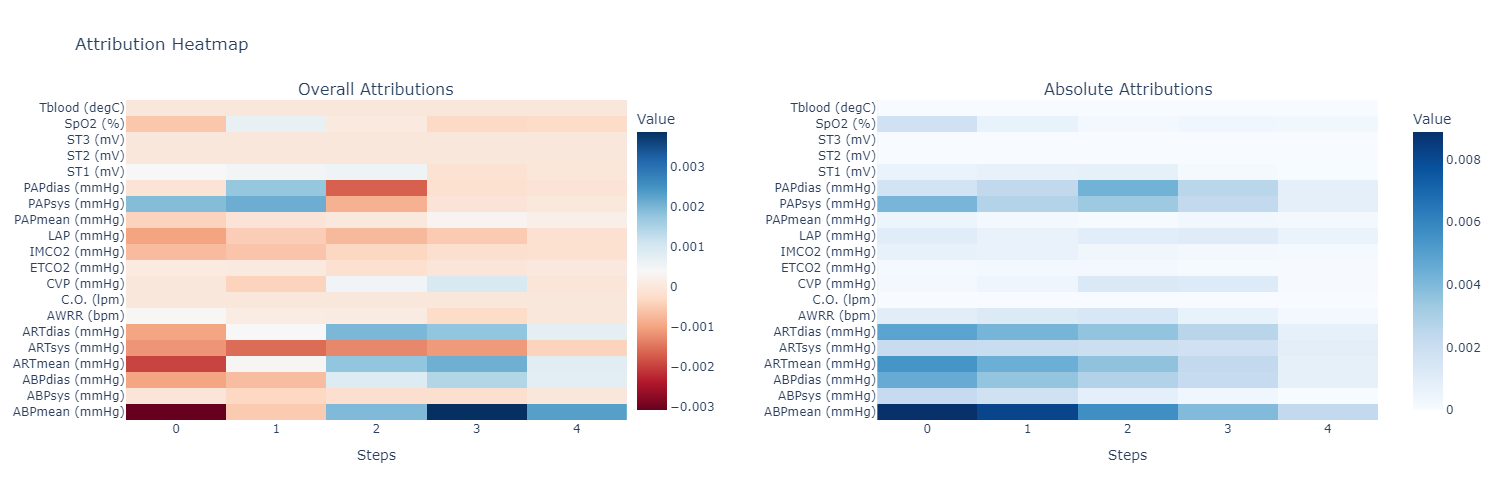 Attribution Heatmap
Overall Attributions
Tblood (degC)
SpO2 (%)
ST3 (mV)
ST2 (mV)
ST1 (mV)
PAPdias (mmHg)
PAPsys (mmHg)
PAPmean (mmHg)
LAP (mmHg)
IMCO2 (mmHg)
ETCO2 (mmHg)
CVP (mmHg)
C.O. (lpm)
AWRR (bpm)
ARTdias (mmHg)
ARTsys (mmHg)
ARTmean (mmHg)
ABPdias (mmHg)
ABPsys (mmHg)
ABPmean (mmHg)
0 1 2 3 4
Steps
Value
0.003
0.002
0.001
0
−0.001
−0.002
−0.003
Absolute Attributions
Tblood (degC)
SpO2 (%)
ST3 (mV)
ST2 (mV)
ST1 (mV)
PAPdias (mmHg)
PAPsys (mmHg)
PAPmean (mmHg)
LAP (mmHg)
IMCO2 (mmHg)
ETCO2 (mmHg)
CVP (mmHg)
C.O. (lpm)
AWRR (bpm)
ARTdias (mmHg)
ARTsys (mmHg)
ARTmean (mmHg)
ABPdias (mmHg)
ABPsys (mmHg)
ABPmean (mmHg)
0 1 2 3 4
Steps
Value
0.008
0.006
0.004
0.002
0